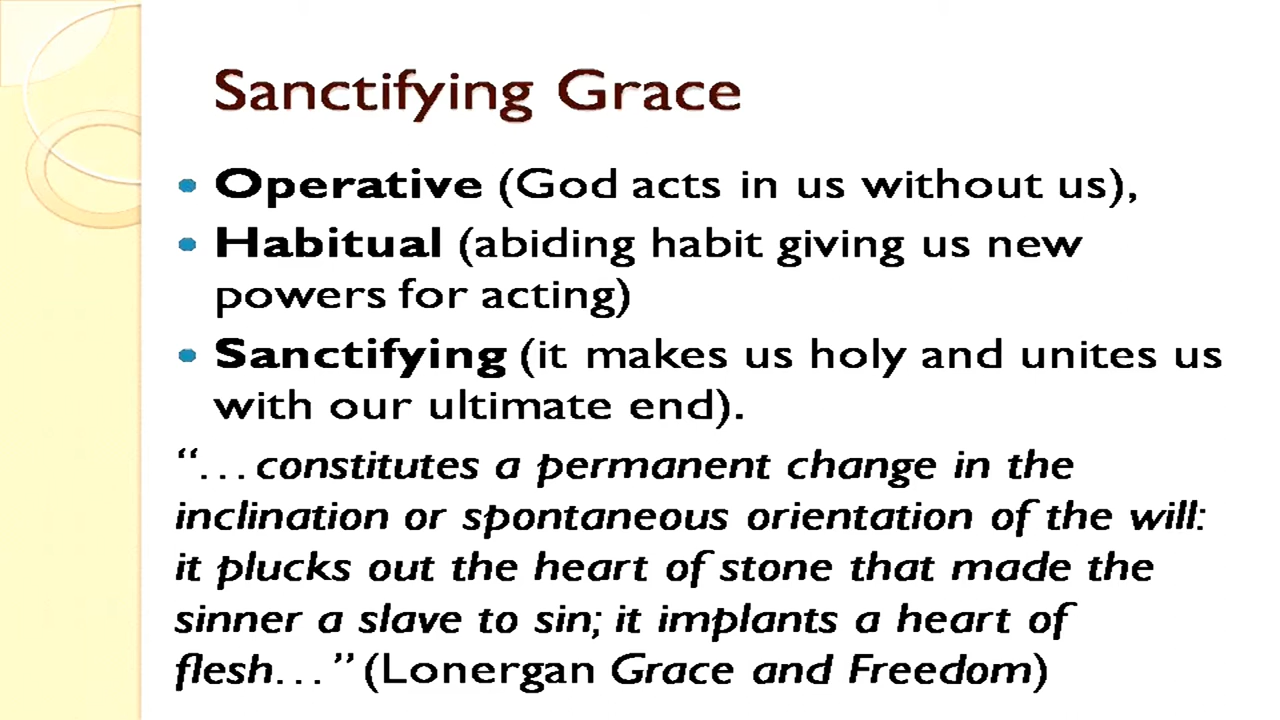 Sanctifying Grace
• Operative (God acts in us without us),
• Habitual (abiding habit giving us new
powers for acting)
• Sanctifying (it makes us holy and unites us
with our ultimate end).
“…constitutes a permanent change in the
inclination or spontaneous orientation of the will:
it plucks out the heart of stone that made the
sinner a slave to sin; it implants a heart of
flesh…” (Lonergan Grace and Freedom)